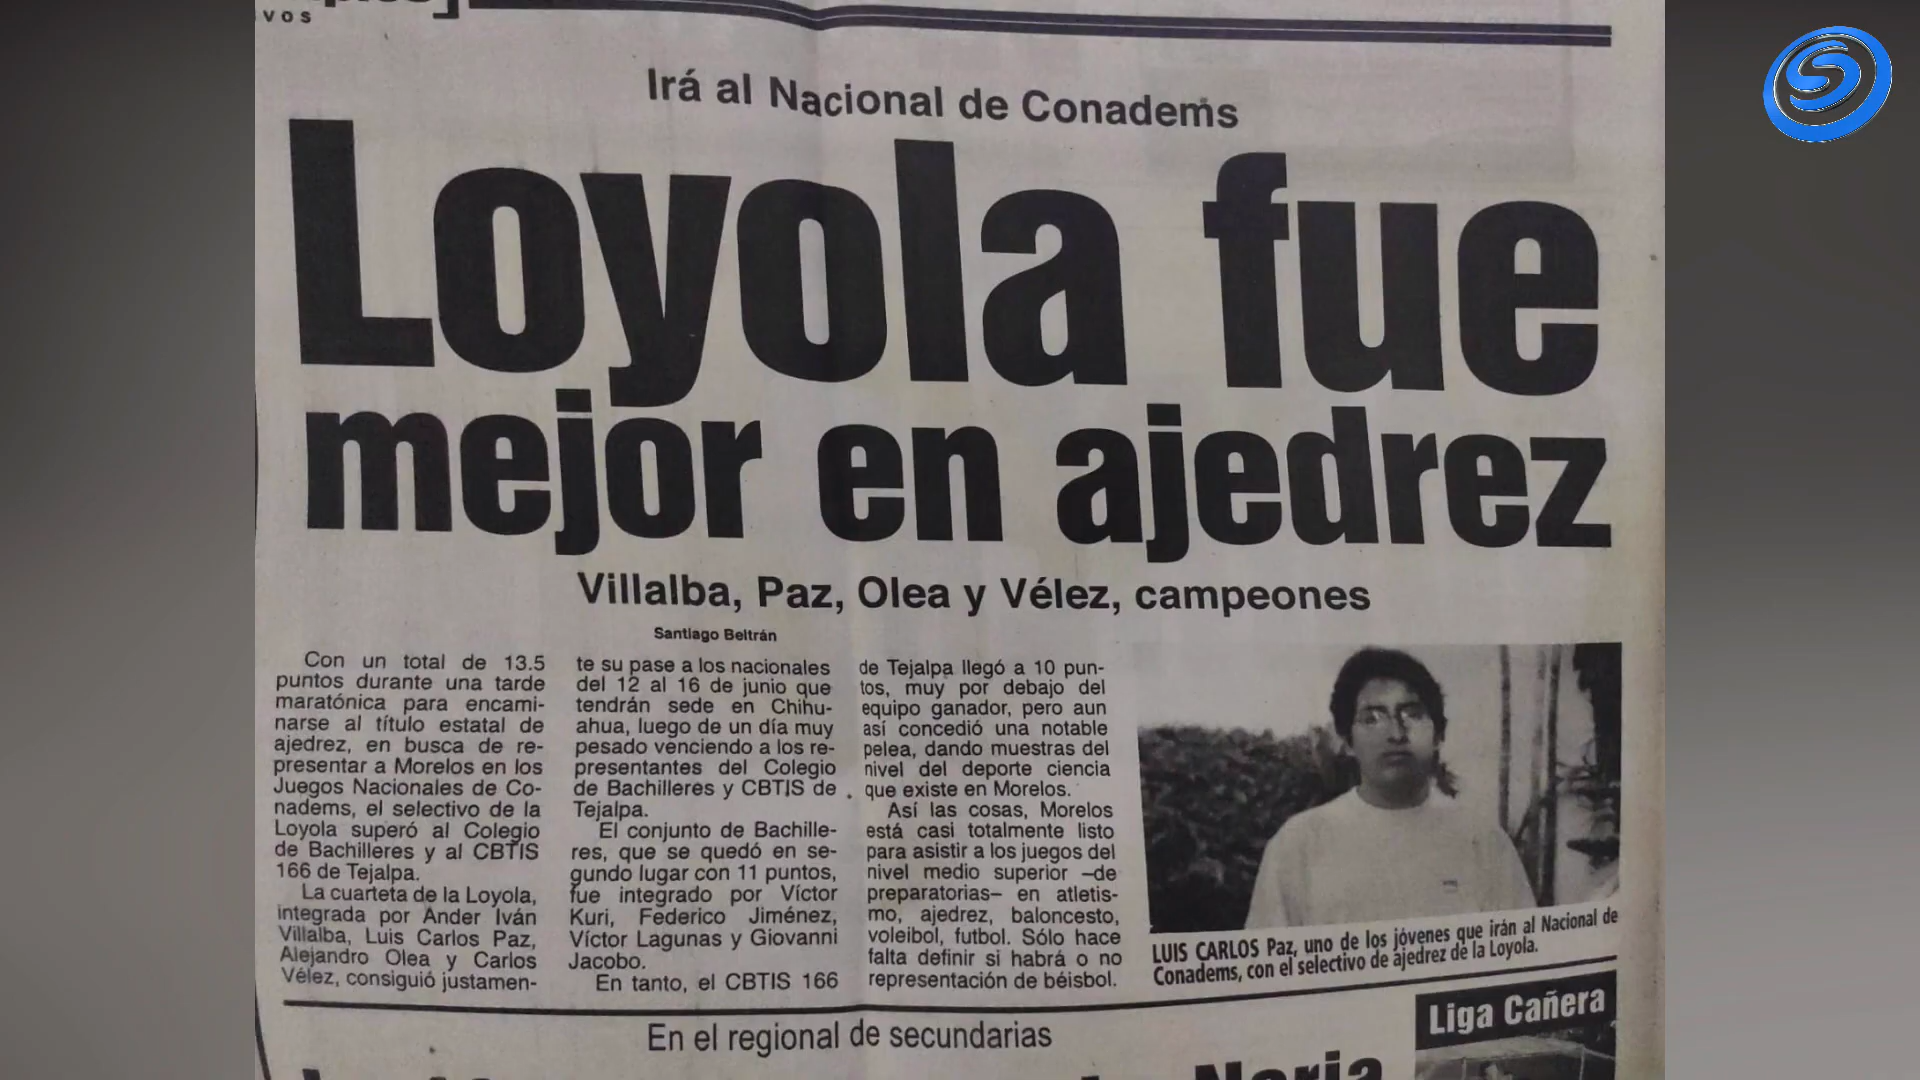 vos
Irá al Nacional de Conadems
Loyola fue
mejor en ajedrez
Villalba, Paz, Olea y Vélez, campeones
Santiago Beltrán
Con un total de 13.5
puntos durante una tarde
maratónica para encami-
narse al título estatal de
ajedrez, en busca de re-
presentar a Morelos en los
Juegos Nacionales de Co-
nadems, el selectivo de la
Loyola superó al Colegio
de Bachilleres y al CBTIS
166 de Tejalpa.
La cuarteta de la Loyola,
integrada por Ander Iván
Villalba, Luis Carlos Paz,
Alejandro Olea y Carlos
Vélez, consiguió justamen-
te su pase a los nacionales
del 12 al 16 de junio que
tendrán sede en Chihu-
ahua, luego de un día muy
pesado venciendo a los re-
presentantes del Colegio
de Bachilleres y CBTIS de
Tejalpa.
El conjunto de Bachille-
res, que se quedó en se-
gundo lugar con 11 puntos,
fue integrado por Víctor
Kuri, Federico Jiménez,
Víctor Lagunas y Giovanni
Jacobo.
En tanto, el CBTIS 166
de Tejalpa llegó a 10 pun-
tos, muy por debajo del
equipo ganador, pero aun
así concedió una notable
pelea, dando muestras del
nivel del deporte ciencia
que existe en Morelos.
Así las cosas, Morelos
está casi totalmente listo
para asistir a los juegos del
nivel medio superior –de
preparatorias– en atletis-
mo, ajedrez, baloncesto,
voleibol, futbol. Sólo hace
falta definir si habrá o no
representación de béisbol.
LUIS CARLOS Paz, uno de los jóvenes que irán al Nacional de
Conadems, con el selectivo de ajedrez de la Loyola.
En el regional de secundarias
Liga Cañera